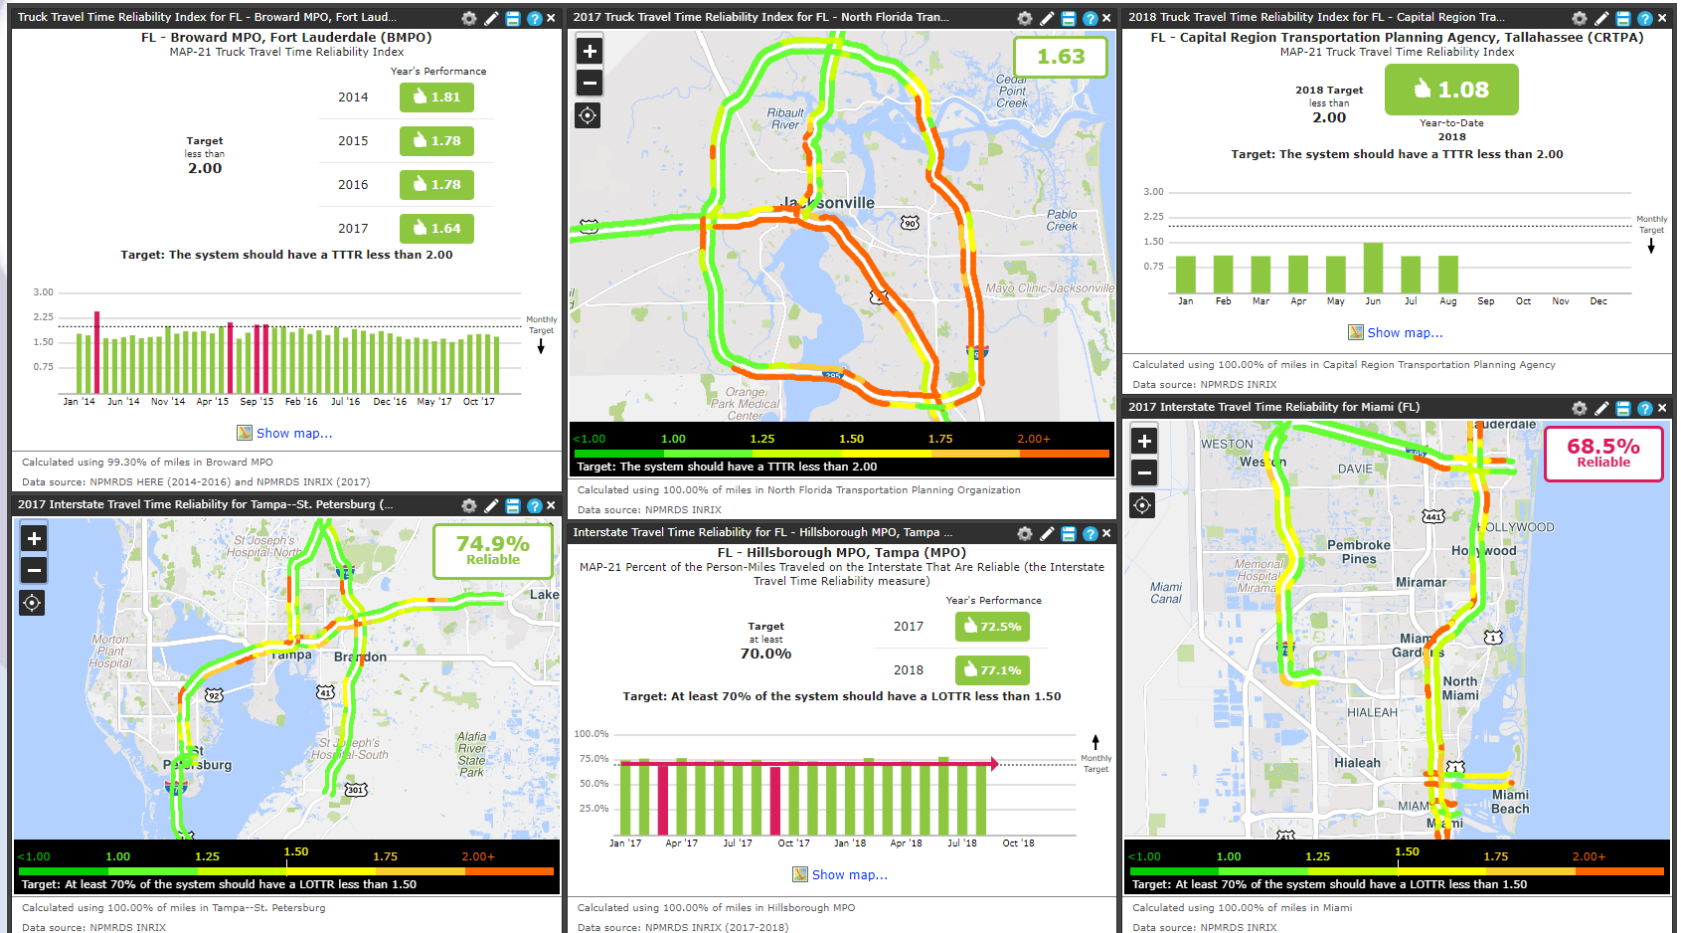 Truck Travel Time Reliability Index for FL - Broward MPO, Fort Laud...
FL - Broward MPO, Fort Lauderdale (BMPO)
MAP-21 Truck Travel Time Reliability Index
Year's Performance
2014 1.81
2015 1.78
2016 1.78
2017 1.64
Target
less than
2.00
Target: The system should have a TTTR less than 2.00
3.00
2.25
1.50
0.75
Monthly
Target
Jan '14 Jun '14 Nov '14 Apr '15 Sep '15 Feb '16 Jul '16 Dec '16 May '17 Oct '17
Show map...
Calculated using 99.30% of miles in Broward MPO
Data source: NPMRDS HERE (2014-2016) and NPMRDS INRIX (2017)
2017 Interstate Travel Time Reliability for Tampa--St. Petersburg (...
74.9%
Reliable
St Joseph's
Hospital-North
Lake
Morton
Plant
Hospital
Tampa
Brandon
92
41
St Joseph's
Hospital-South
Alafia
River
State
Park
St
Petersburg
301
<1.00 1.00 1.25 1.50 1.75 2.00+
Target: At least 70% of the system should have a LOTTR less than 1.50
Calculated using 100.00% of miles in Tampa--St. Petersburg
Data source: NPMRDS INRIX
2017 Truck Travel Time Reliability Index for FL - North Florida Tran...
1.63
Cedar
Point
Creek
Ribault
River
Jacksonville
90
Pablo
Creek
Mayo Clinic-Jacksonville
295
Orange
Park Medical
Center
<1.00 1.00 1.25 1.50 1.75 2.00+
Target: The system should have a TTTR less than 2.00
Calculated using 100.00% of miles in North Florida Transportation Planning Organization
Data source: NPMRDS INRIX
Interstate Travel Time Reliability for FL - Hillsborough MPO, Tampa ...
FL - Hillsborough MPO, Tampa (MPO)
MAP-21 Percent of the Person-Miles Traveled on the Interstate That Are Reliable (the Interstate
Travel Time Reliability measure)
Year's Performance
2017 72.5%
2018 77.1%
Target
at least
70.0%
Target: At least 70% of the system should have a LOTTR less than 1.50
100.0%
75.0%
50.0%
25.0%
Monthly
Target
Jan '17 Apr '17 Jul '17 Oct '17 Jan '18 Apr '18 Jul '18 Oct '18
Show map...
Calculated using 100.00% of miles in Hillsborough MPO
Data source: NPMRDS INRIX (2017-2018)
2018 Truck Travel Time Reliability Index for FL - Capital Region Tra...
FL - Capital Region Transportation Planning Agency, Tallahassee (CRTPA)
MAP-21 Truck Travel Time Reliability Index
2018 Target
less than
2.00
1.08
Year-to-Date
2018
Target: The system should have a TTTR less than 2.00
3.00
2.25
1.50
0.75
Monthly
Target
Jan Feb Mar Apr May Jun Jul Aug Sep Oct Nov Dec
Show map...
Calculated using 100.00% of miles in Capital Region Transportation Planning Agency
Data source: NPMRDS INRIX
2017 Interstate Travel Time Reliability for Miami (FL)
68.5%
Reliable
WESTON
Weston
DAVIE
441
HOLLYWOOD
Hollywood
Pembroke
Pines
Memorial
Hospital
Miramar
Miramar
Miami
Canal
Miami
Gardens
1
North
Miami
HIALEAH
Hialeah
1
Miami
Beach
MIAMI
Miami
41
<1.00 1.00 1.25 1.50 1.75 2.00+
Target: At least 70% of the system should have a LOTTR less than 1.50
Calculated using 100.00% of miles in Miami
Data source: NPMRDS INRIX